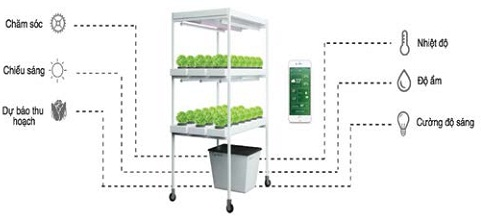 Chăm sóc
Chiếu sáng
Dự báo thu
hoạch
Nhiệt độ
Độ ẩm
Cường độ sáng